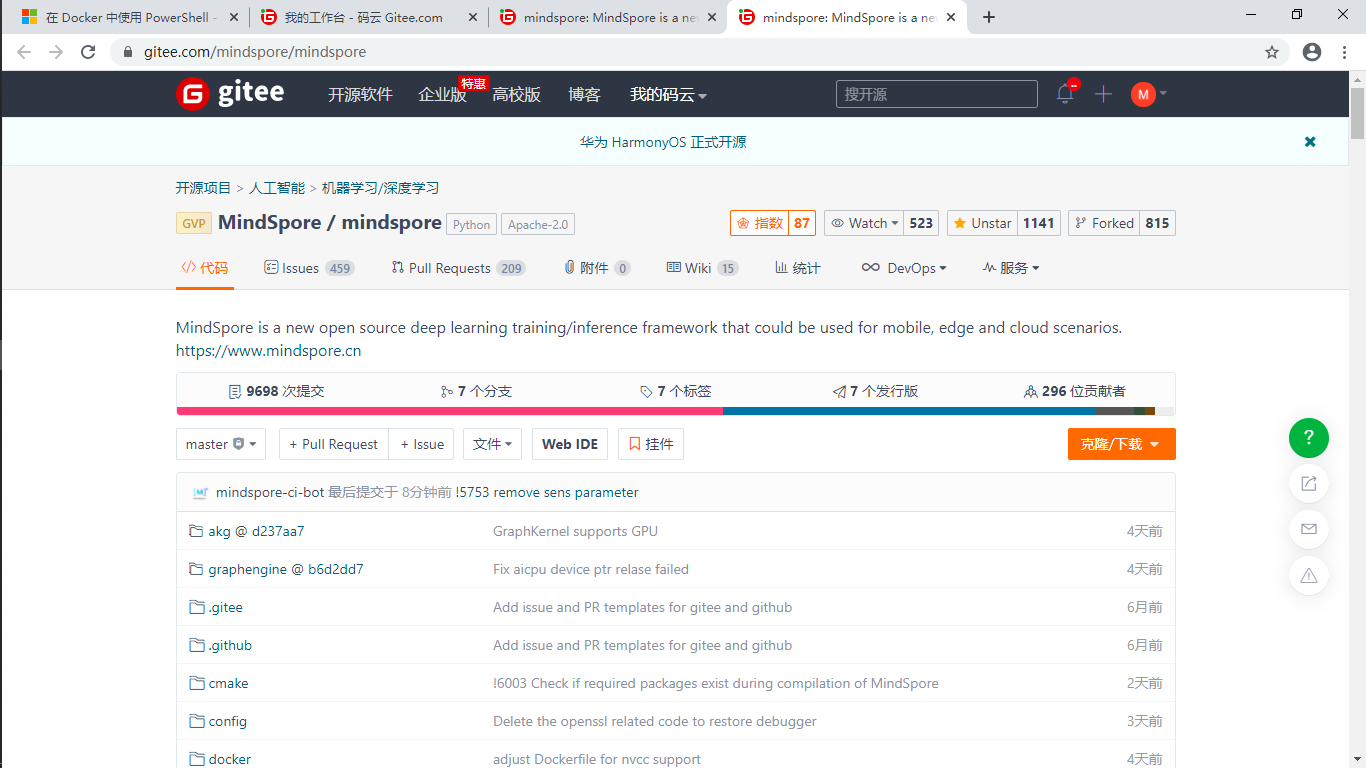 在 Docker 中使用 PowerShell - 我的工作台 - 码云 Gitee.com mindspore: MindSpore is a ne mindspore: MindSpore is a ne
gitee.com/mindspore/mindspore
gitee 开源软件 企业版 特惠 高校版 博客 我的码云 搜开源 M
华为 HarmonyOS 正式开源
开源项目 > 人工智能 > 机器学习/深度学习
GVP MindSpore / mindspore Python Apache-2.0 指数 87 Watch 523 Unstar 1141 Forked 815
代码 Issues 459 Pull Requests 209 附件 0 Wiki 15 统计 DevOps 服务
MindSpore is a new open source deep learning training/inference framework that could be used for mobile, edge and cloud scenarios.
https://www.mindspore.cn
9698 次提交 7 个分支 7 个标签 7 个发行版 296 位贡献者
master + Pull Request + Issue 文件 Web IDE 挂件 克隆/下载
mindspore-ci-bot 最后提交于 8分钟前 !5753 remove sens parameter
akg @ d237aa7 GraphKernel supports GPU 4天前
graphengine @ b6d2dd7 Fix aicpu device ptr relase failed 4天前
.gitee Add issue and PR templates for gitee and github 6月前
.github Add issue and PR templates for gitee and github 6月前
cmake !6003 Check if required packages exist during compilation of MindSpore 2天前
config Delete the openssl related code to restore debugger 3天前
docker adjust Dockerfile for nvcc support 4天前